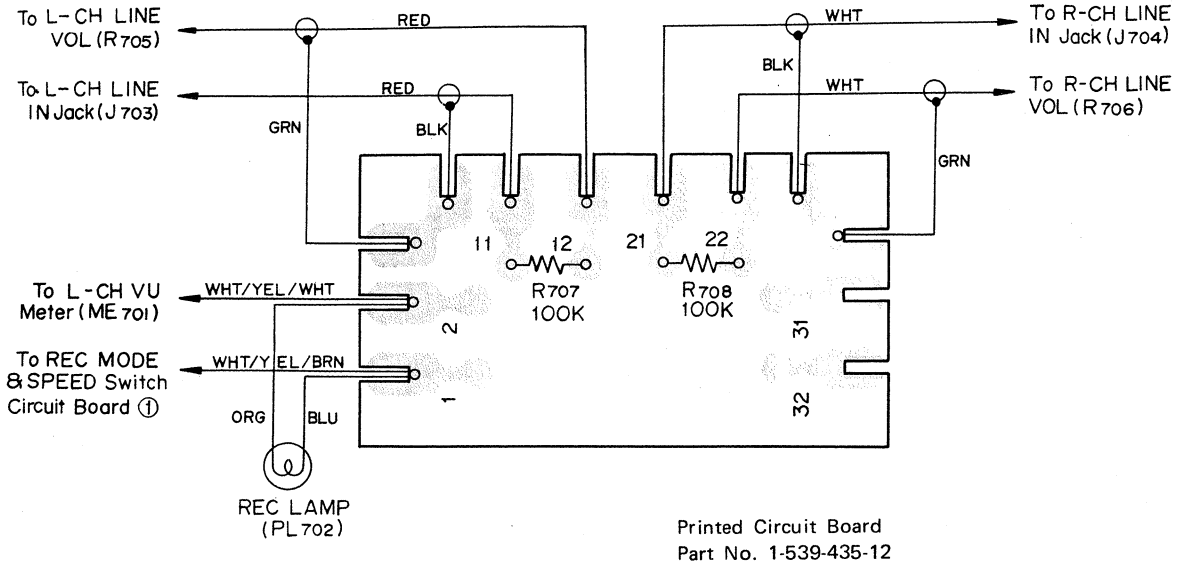 To L-CH LINE
VOL (R705)
RED
WHT
To R-CH LINE
IN Jack (J704)
To L-CH LINE
IN Jack (J703)
RED
BLK
WHT
To R-CH LINE
VOL (R706)
GRN
BLK
GRN
11
12
21
22
R707
100K
R708
100K
To L-CH VU
Meter (ME701)
WHT/YEL/WHT
2
31
To REC MODE
& SPEED Switch
Circuit Board ①
WHT/YEL/BRN
1
32
ORG
BLU
REC LAMP
(PL702)
Printed Circuit Board
Part No. 1-539-435-12